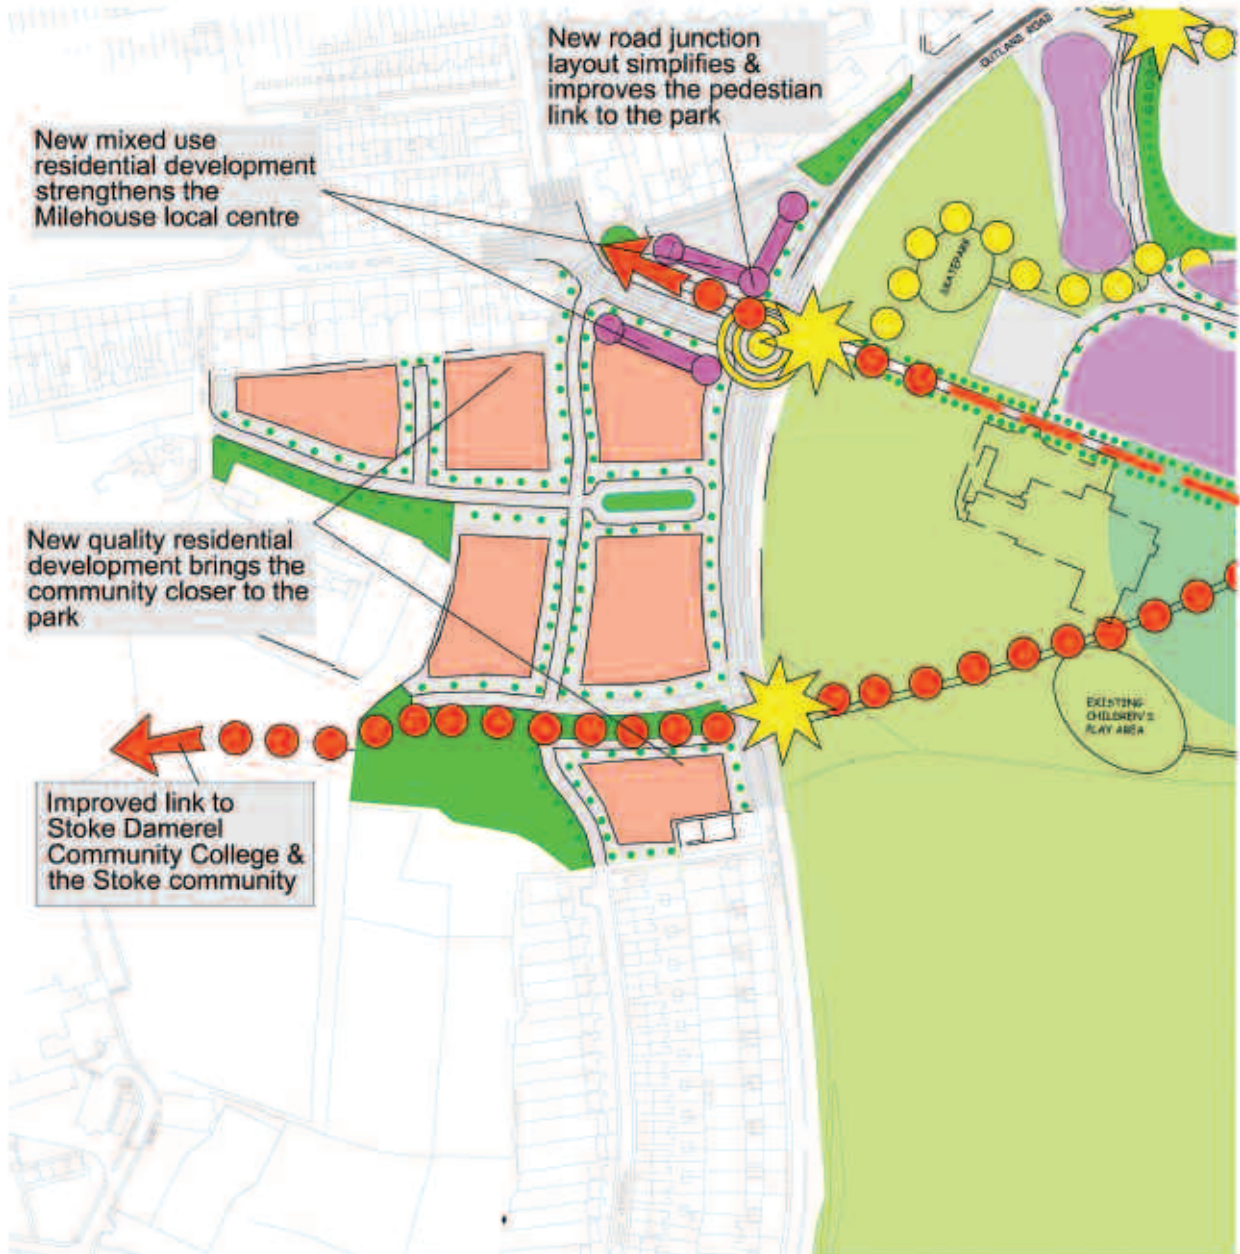 New road junction
layout simplifies &
improves the pedestian
link to the park
OUTLAND ROAD
New mixed use
residential development
strengthens the
Milehouse local centre
SKATEPARK
MILEHOUSE ROAD
New quality residential
development brings the
community closer to the
park
EXISTING
CHILDREN'S
PLAY AREA
Improved link to
Stoke Damerel
Community College &
the Stoke community